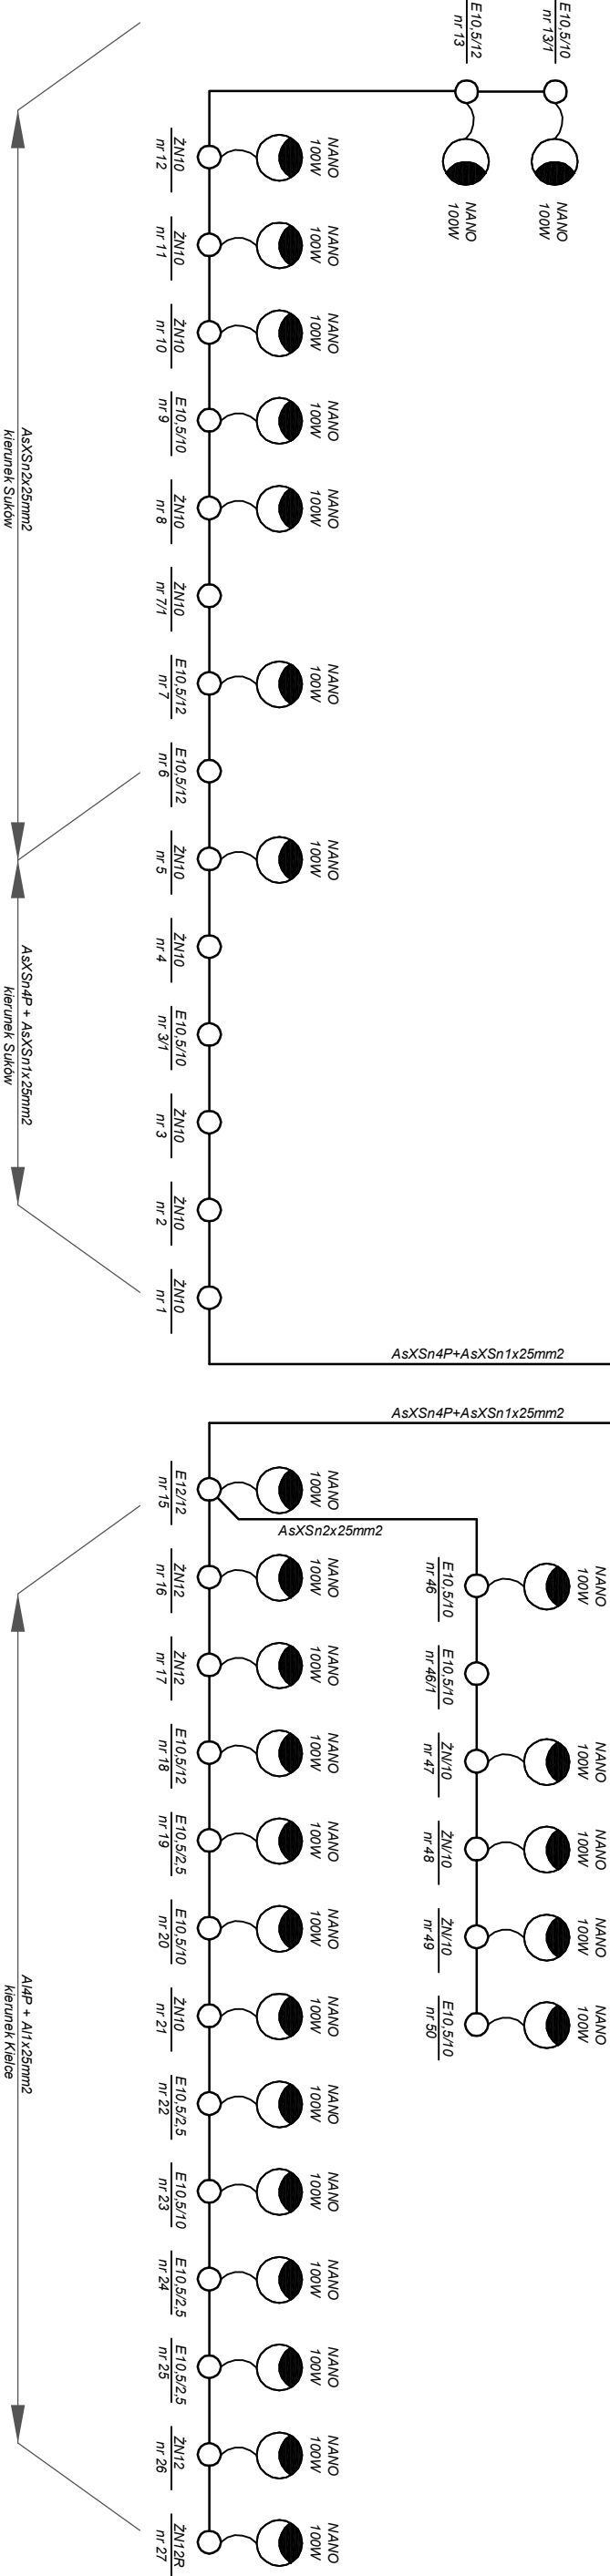 E10,5/12
nr 13
E10,5/10
nr 13/1
NANO
100W
NANO
100W
NANO
100W
ŻN10
nr 12
NANO
100W
ŻN10
nr 11
NANO
100W
ŻN10
nr 10
NANO
100W
E10,5/10
nr 9
NANO
100W
ŻN10
nr 8
ŻN10
nr 7/1
NANO
100W
E10,5/12
nr 7
E10,5/12
nr 6
NANO
100W
ŻN10
nr 5
ŻN10
nr 4
E10,5/10
nr 3/1
ŻN10
nr 3
ŻN10
nr 2
ŻN10
nr 1
AsXSn2x25mm2
kierunek Suków
AsXSn4P + AsXSn1x25mm2
kierunek Suków
AsXSn4P+AsXSn1x25mm2
AsXSn4P+AsXSn1x25mm2
NANO
100W
E12/12
nr 15
AsXSn2x25mm2
NANO
100W
E10,5/10
nr 46
E10,5/10
nr 46/1
NANO
100W
ŻN/10
nr 47
NANO
100W
ŻN/10
nr 48
NANO
100W
ŻN/10
nr 49
NANO
100W
E10,5/10
nr 50
NANO
100W
ŻN12
nr 16
NANO
100W
ŻN12
nr 17
NANO
100W
E10,5/12
nr 18
NANO
100W
E10,5/2,5
nr 19
NANO
100W
E10,5/10
nr 20
NANO
100W
ŻN10
nr 21
NANO
100W
E10,5/2,5
nr 22
NANO
100W
E10,5/10
nr 23
NANO
100W
E10,5/2,5
nr 24
NANO
100W
E10,5/2,5
nr 25
NANO
100W
ŻN12
nr 26
NANO
100W
ŻN12R
nr 27
Al4P + Al1x25mm2
kierunek Kielce